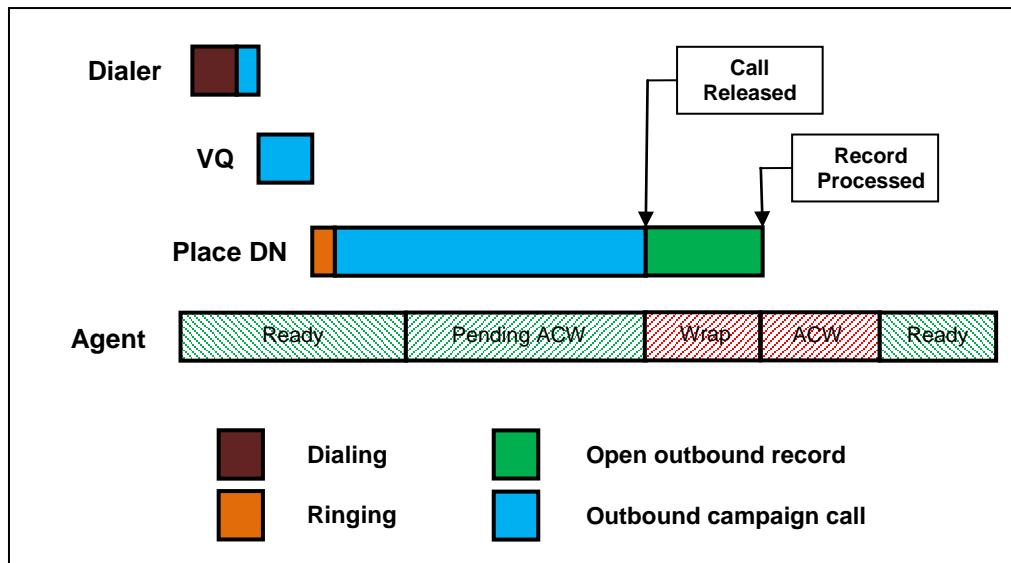 Dialer
Call
Released
VQ
Record
Processed
Place DN
Agent
Ready
Pending ACW
Wrap
ACW
Ready
Dialing
Open outbound record
Ringing
Outbound campaign call